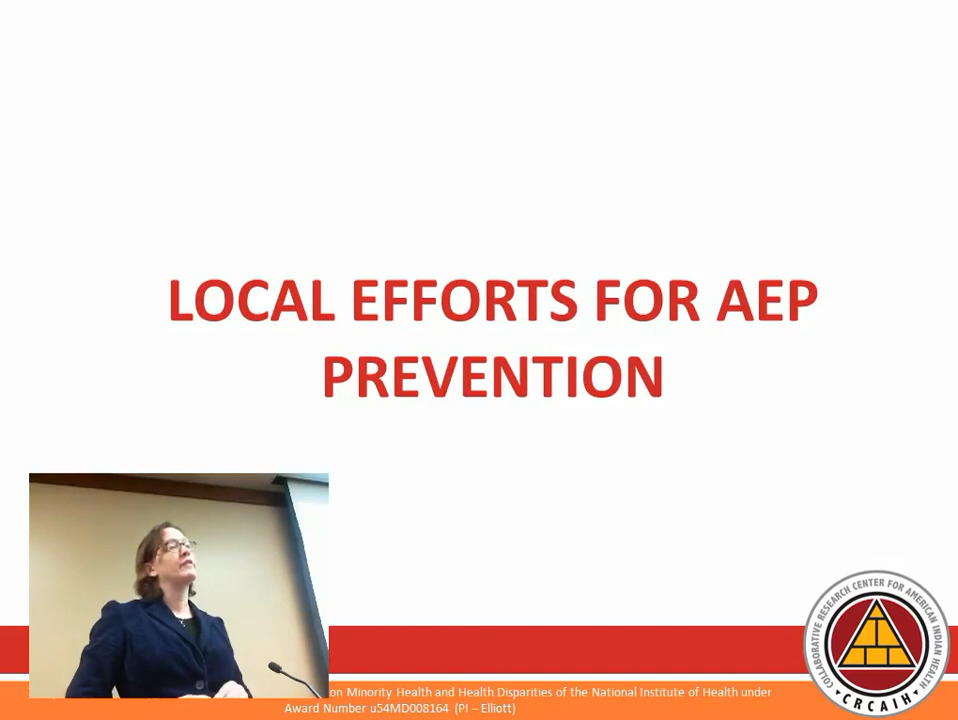 LOCAL EFFORTS FOR AEP
PREVENTION
COLLABORATIVE RESEARCH CENTER FOR AMERICAN INDIAN HEALTH
CRCAIH
on Minority Health and Health Disparities of the National Institute of Health under
Award Number u54MD008164 (PI – Elliott)